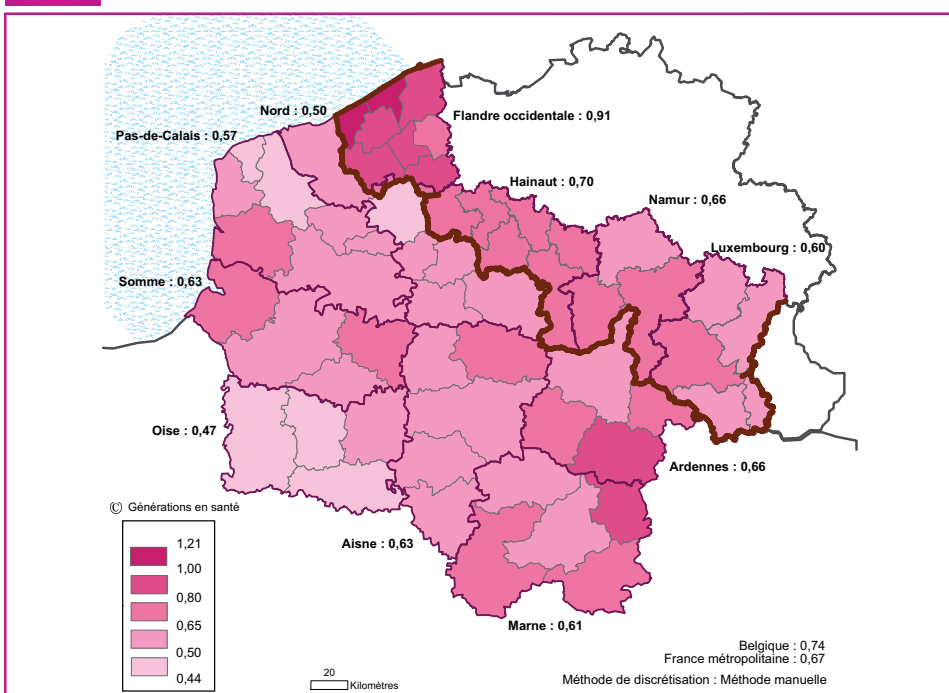 Nord : 0,50
Flandre occidentale : 0,91
Pas-de-Calais : 0,57
Hainaut : 0,70
Namur : 0,66
Luxembourg : 0,60
Somme : 0,63
Oise : 0,47
Ardennes : 0,66
© Générations en santé
1,21
1,00
0,80
0,65
0,50
0,44
Aisne : 0,63
Marne : 0,61
Belgique : 0,74
France métropolitaine : 0,67
20
Kilomètres
Méthode de discrétisation : Méthode manuelle